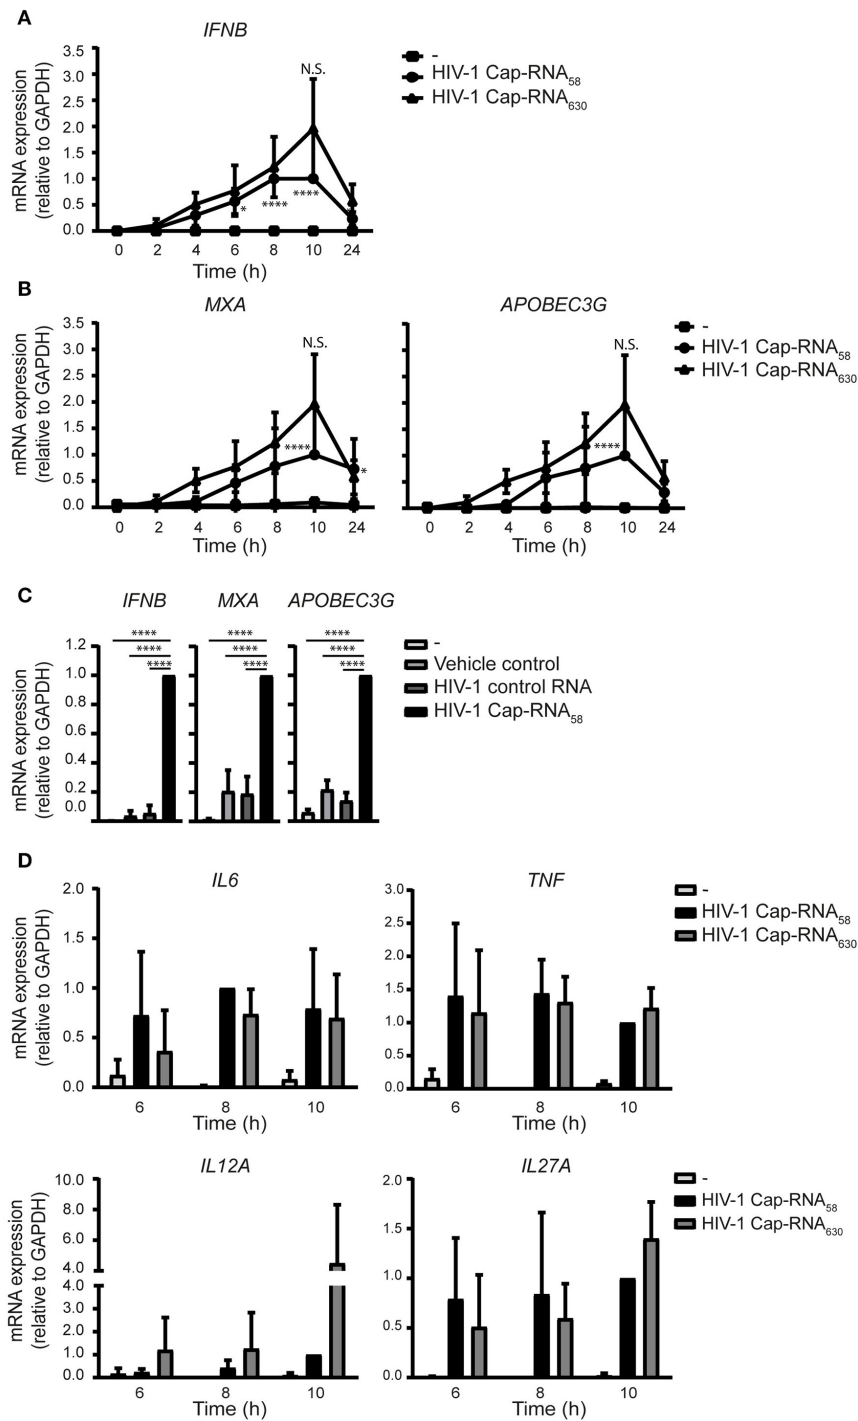 A
IFNB
mRNA expression
(relative to GAPDH)
3.5
3.0
2.5
2.0
1.5
1.0
0.5
0.0
N.S.
*
****
****
0 2 4 6 8 10 24
Time (h)
-
HIV-1 Cap-RNA58
HIV-1 Cap-RNA630
B
MXA
mRNA expression
(relative to GAPDH)
3.5
3.0
2.5
2.0
1.5
1.0
0.5
0.0
N.S.
****
*
0 2 4 6 8 10 24
Time (h)
APOBEC3G
N.S.
****
0 2 4 6 8 10 24
Time (h)
-
HIV-1 Cap-RNA58
HIV-1 Cap-RNA630
C
IFNB MXA APOBEC3G
mRNA expression
(relative to GAPDH)
1.2
1.0
0.8
0.6
0.4
0.2
0.0
**** **** ****
**** **** ****
**** **** ****
-
Vehicle control
HIV-1 control RNA
HIV-1 Cap-RNA58
D
IL6
mRNA expression
(relative to GAPDH)
2.0
1.5
1.0
0.5
0.0
6 8 10
Time (h)
TNF
3.0
2.5
2.0
1.5
1.0
0.5
0.0
6 8 10
Time (h)
-
HIV-1 Cap-RNA58
HIV-1 Cap-RNA630
IL12A
mRNA expression
(relative to GAPDH)
10.0
8.0
6.0
4.0
4.0
3.0
2.0
1.0
0.0
6 8 10
Time (h)
IL27A
2.0
1.5
1.0
0.5
0.0
6 8 10
Time (h)
-
HIV-1 Cap-RNA58
HIV-1 Cap-RNA630